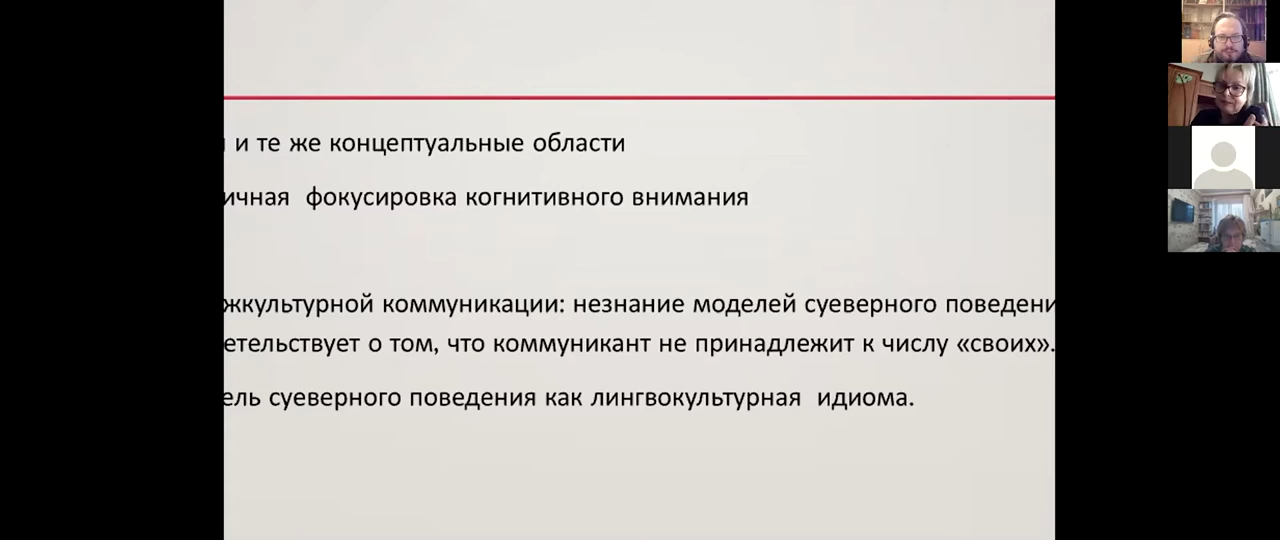 и те же концептуальные области
ичная фокусировка когнитивного внимания
жкультурной коммуникации: незнание моделей суеверного поведени
етельствует о том, что коммуникант не принадлежит к числу «своих».
ель суеверного поведения как лингвокультурная идиома.